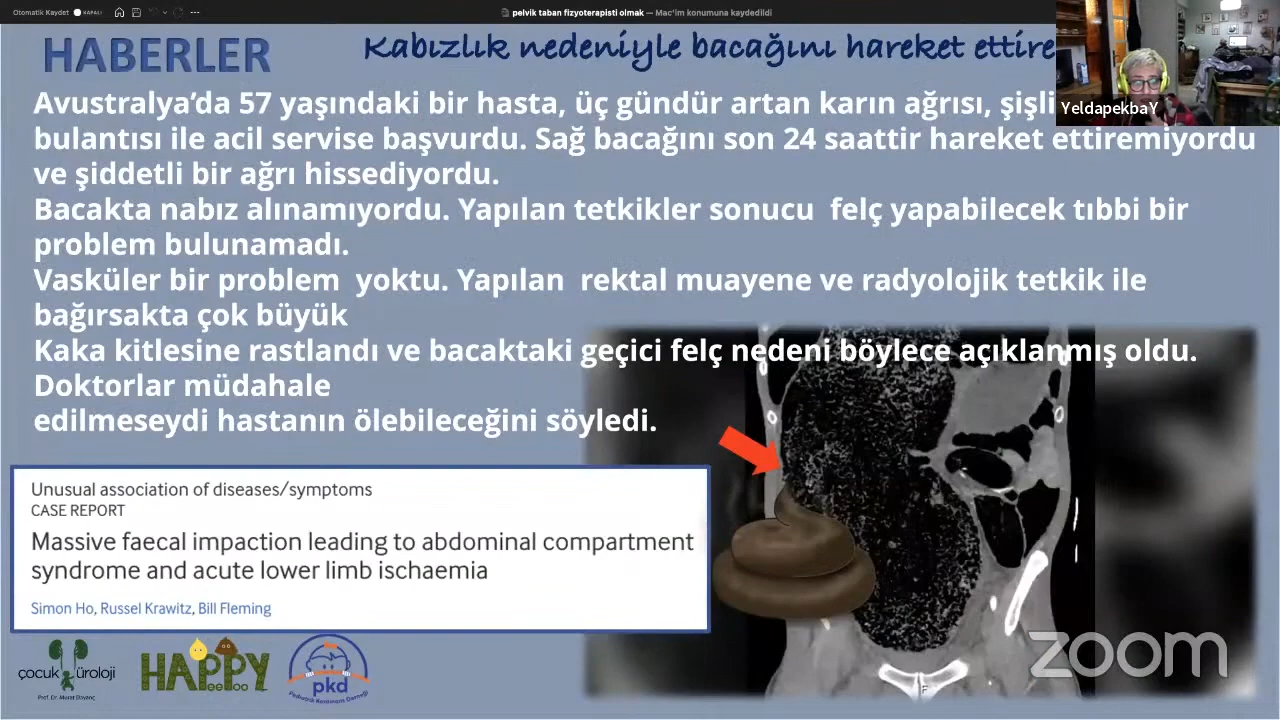 Otomatik Kaydet KAPALI
pelvik taban fizyoterapisti olmak — Mac'im konumuna kaydedildi
HABERLER
Kabızlık nedeniyle bacağını hareket ettire
YeldapekbaY
Avustralya'da 57 yaşındaki bir hasta, üç gündür artan karın ağrısı, şişli
bulantısı ile acil servise başvurdu. Sağ bacağını son 24 saattir hareket ettiremiyordu
ve şiddetli bir ağrı hissediyordu.
Bacakta nabız alınamıyordu. Yapılan tetkikler sonucu felç yapabilecek tıbbi bir
problem bulunamadı.
Vasküler bir problem yoktu. Yapılan rektal muayene ve radyolojik tetkik ile
bağırsakta çok büyük
Kaka kitlesine rastlandı ve bacaktaki geçici felç nedeni böylece açıklanmış oldu.
Doktorlar müdahale
edilmeseydi hastanın ölebileceğini söyledi.
Unusual association of diseases/symptoms
CASE REPORT
Massive faecal impaction leading to abdominal compartment
syndrome and acute lower limb ischaemia
Simon Ho, Russel Krawitz, Bill Fleming
çocuk üroloji
Prof. Dr. Murat Dayanç
HAPPY
PeePoo
pkd
Pediatrik Kontinans Derneği
zoom